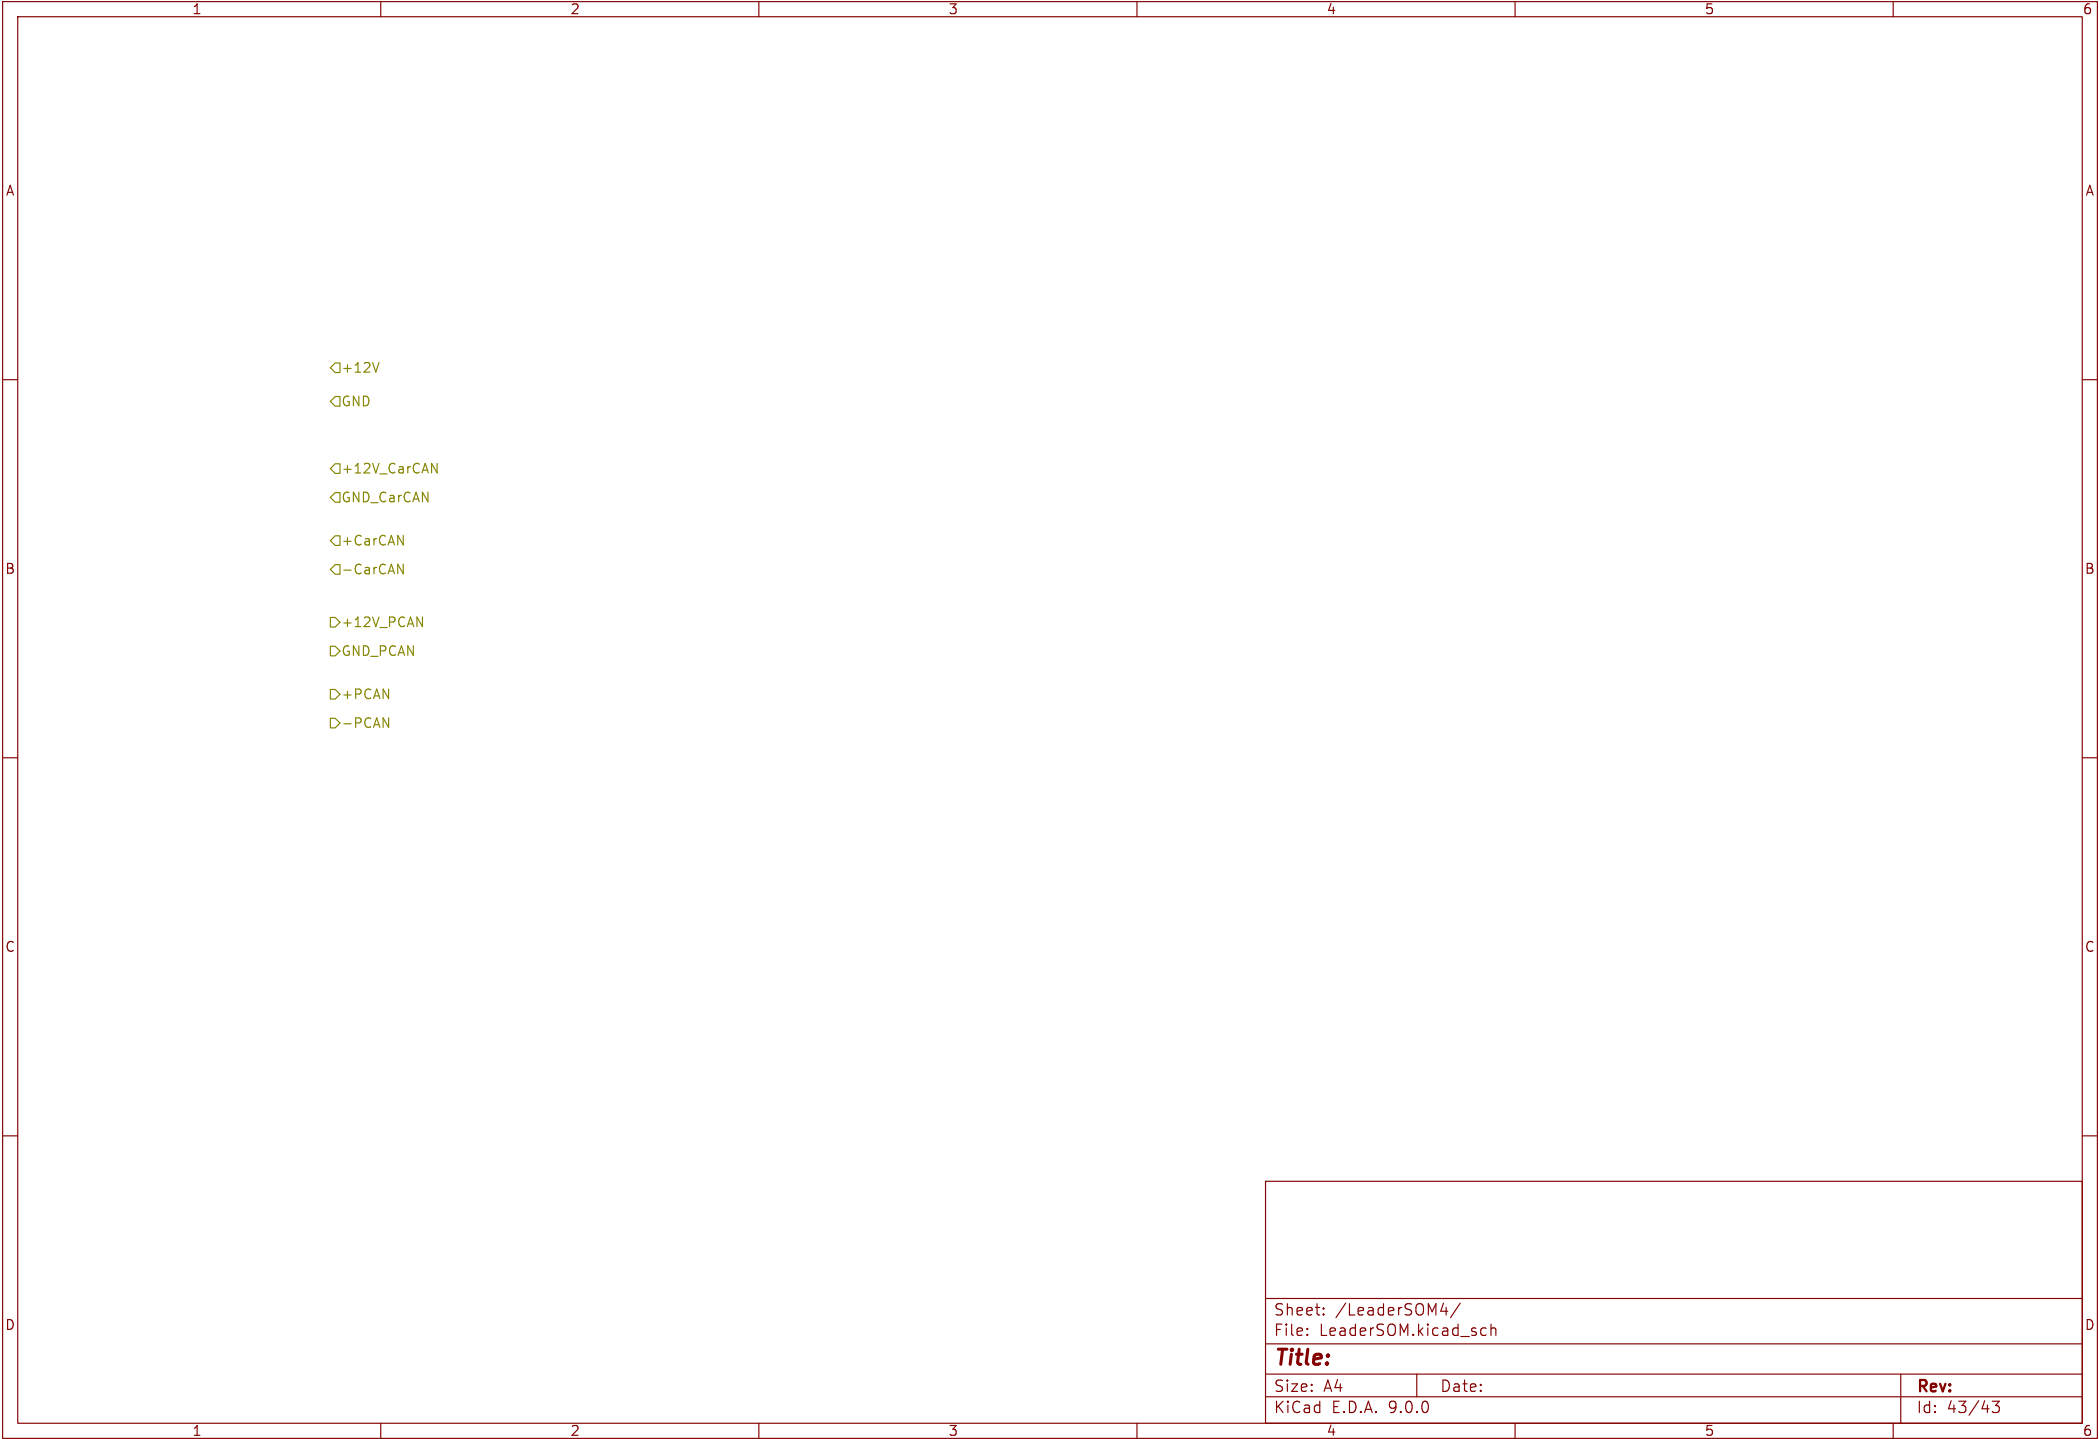 1 2 3 4 5 6
A A
+12V
GND
+12V_CarCAN
GND_CarCAN
+CarCAN
-CarCAN
B B
+12V_PCAN
GND_PCAN
+PCAN
-PCAN
C C
Sheet: /LeaderSOM4/
File: LeaderSOM.kicad_sch
D D
Title:
Size: A4 Date: Rev:
KiCad E.D.A. 9.0.0 Id: 43/43
1 2 3 4 5 6